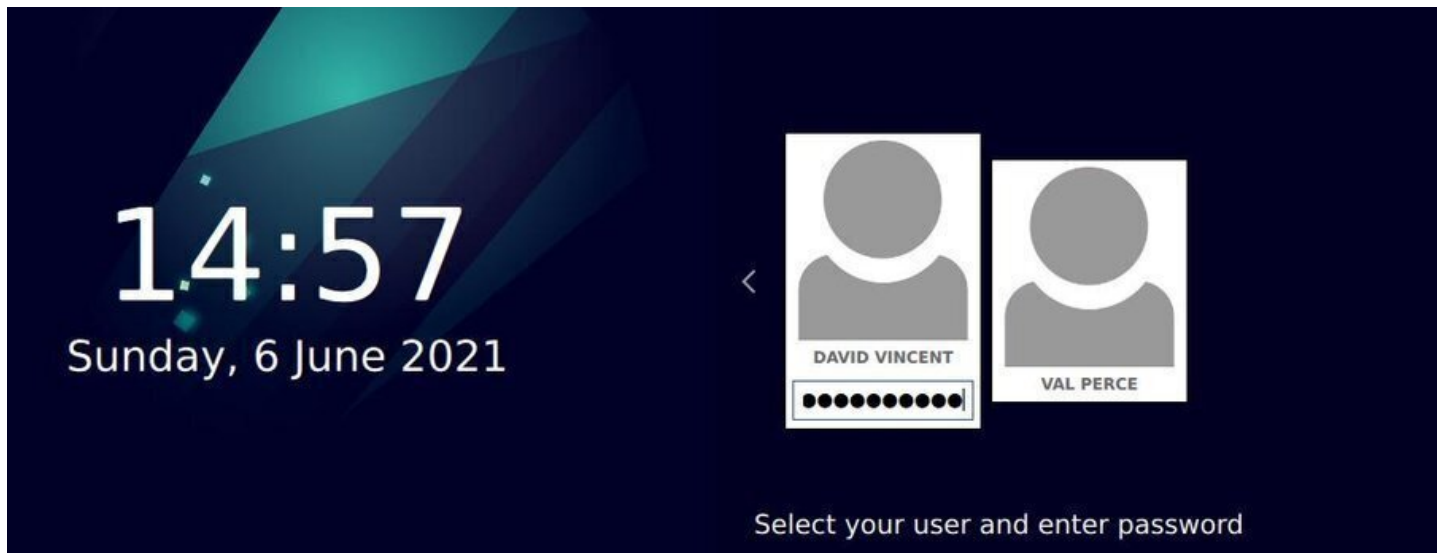 14:57
Sunday, 6 June 2021
DAVID VINCENT
VAL PERCE
Select your user and enter password